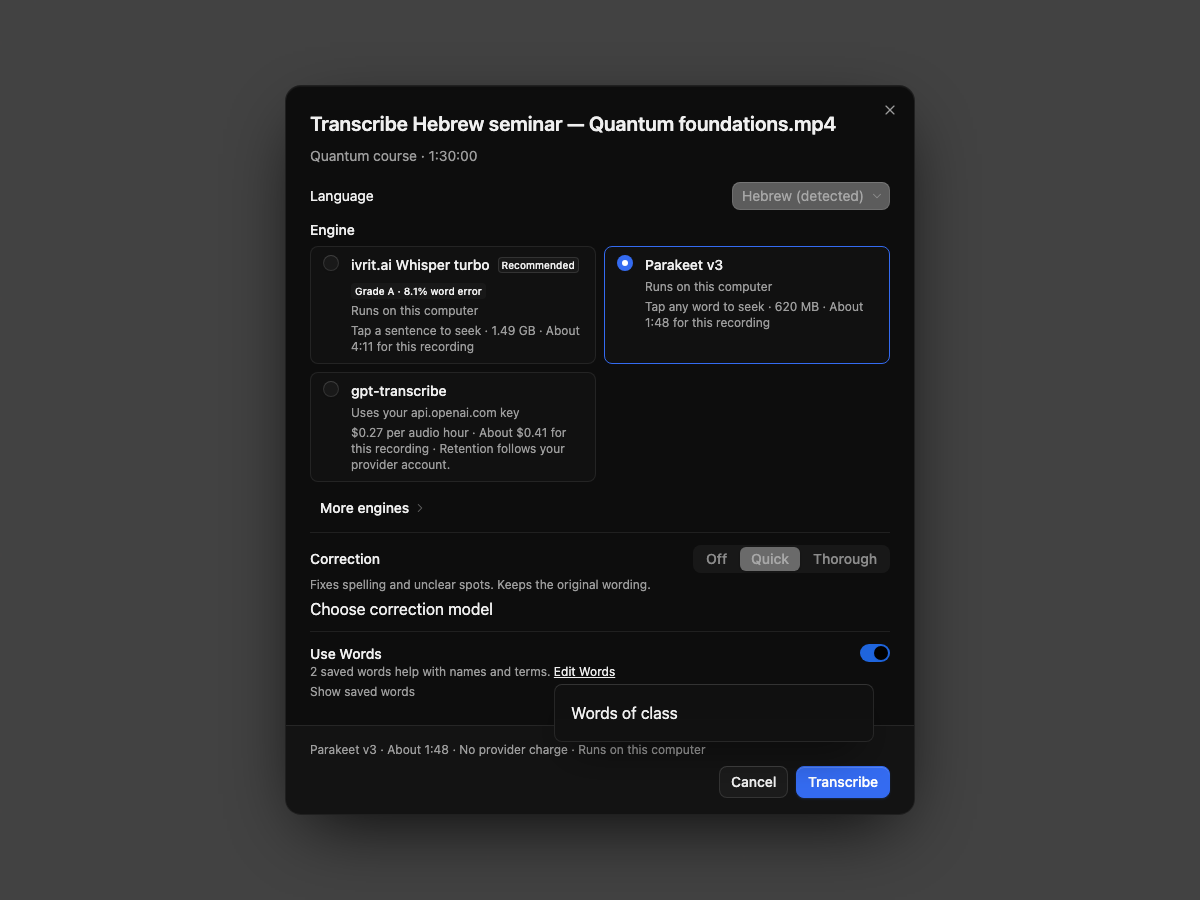 Transcribe Hebrew seminar — Quantum foundations.mp4
Quantum course · 1:30:00
Language
Hebrew (detected)
Engine
ivrit.ai Whisper turbo Recommended
Grade A · 8.1% word error
Runs on this computer
Tap a sentence to seek · 1.49 GB · About
4:11 for this recording
Parakeet v3
Runs on this computer
Tap any word to seek · 620 MB · About
1:48 for this recording
gpt-transcribe
Uses your api.openai.com key
$0.27 per audio hour · About $0.41 for
this recording · Retention follows your
provider account.
More engines
Correction
Off Quick Thorough
Fixes spelling and unclear spots. Keeps the original wording.
Choose correction model
Use Words
2 saved words help with names and terms. Edit Words
Show saved words
Words of class
Parakeet v3 · About 1:48 · No provider charge · Runs on this computer
Cancel Transcribe